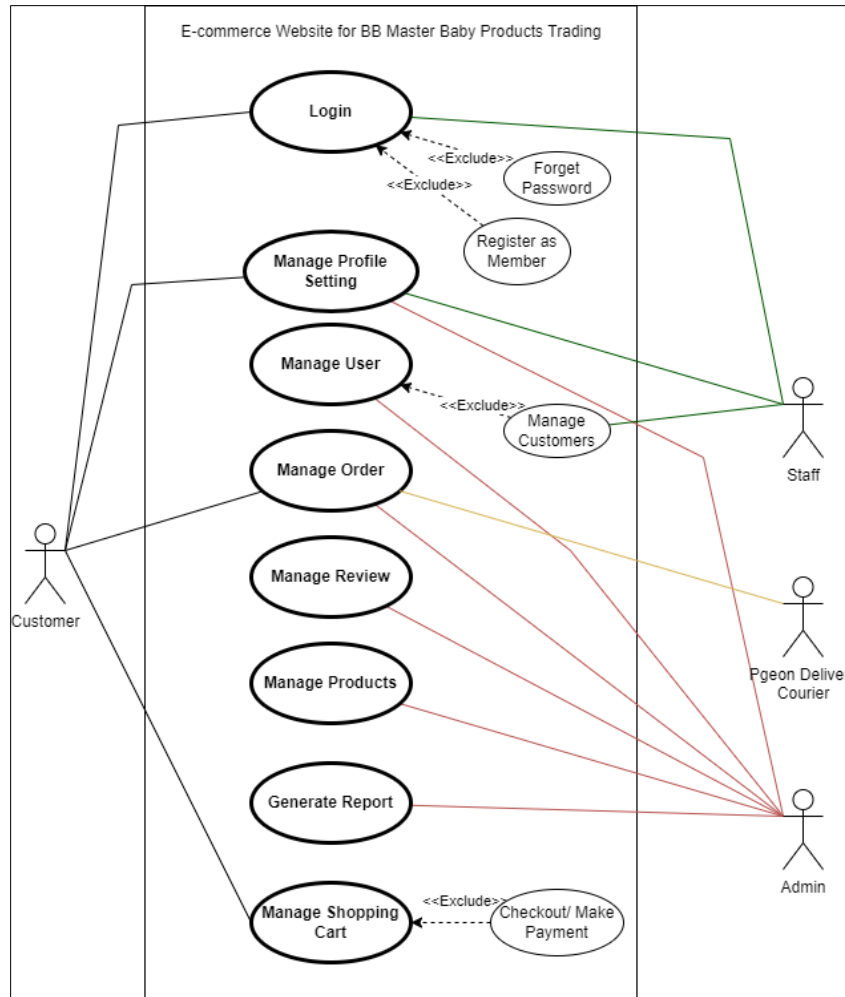 E-commerce Website for BB Master Baby Products Trading
Login
<<Exclude>>
Forget
Password
<<Exclude>>
Register as
Member
Manage Profile
Setting
Manage User
<<Exclude>>
Manage
Customers
Staff
Manage Order
Customer
Manage Review
Pgeon Deliver
Courier
Manage Products
Generate Report
Admin
Manage Shopping
Cart
<<Exclude>>
Checkout/ Make
Payment